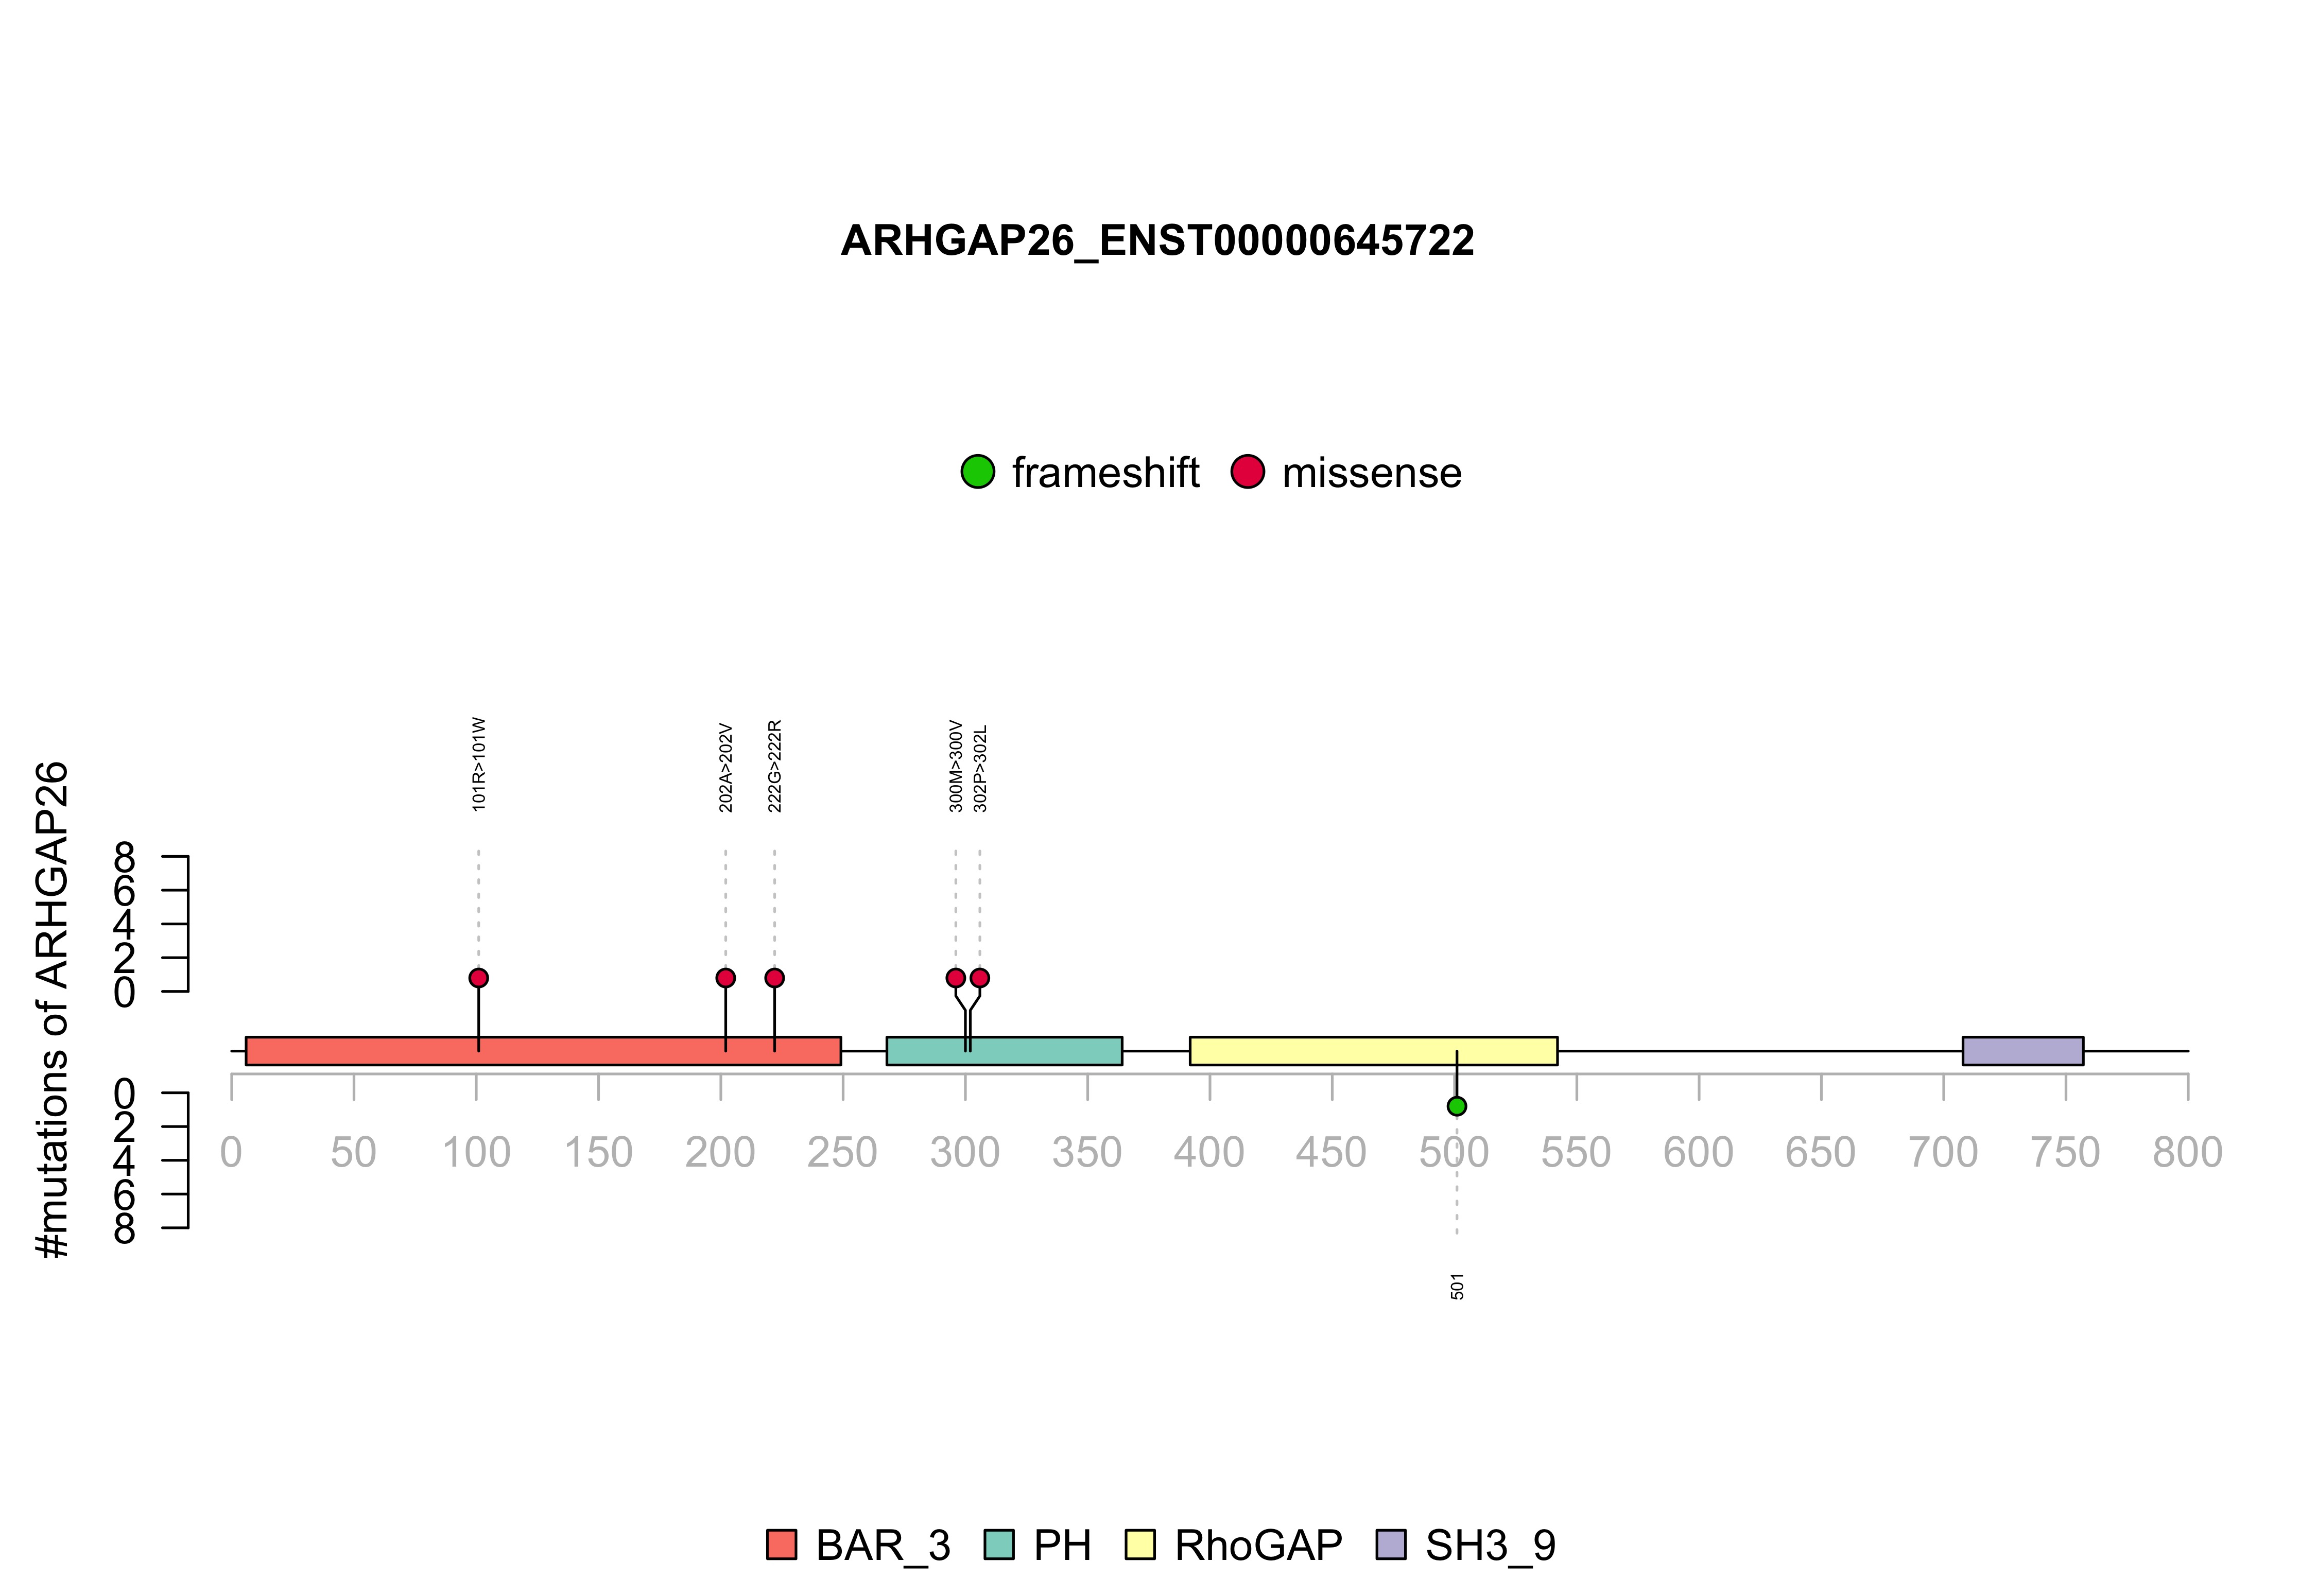 ARHGAP26_ENST00000645722
frameshift missense
101R>101W
202A>202V
222G>222R
300M>300V
302P>302L
#mutations of ARHGAP26
8
6
4
2
0
0
2
4
6
8
0 50 100 150 200 250 300 350 400 450 500 550 600 650 700 750 800
501
BAR_3 PH RhoGAP SH3_9